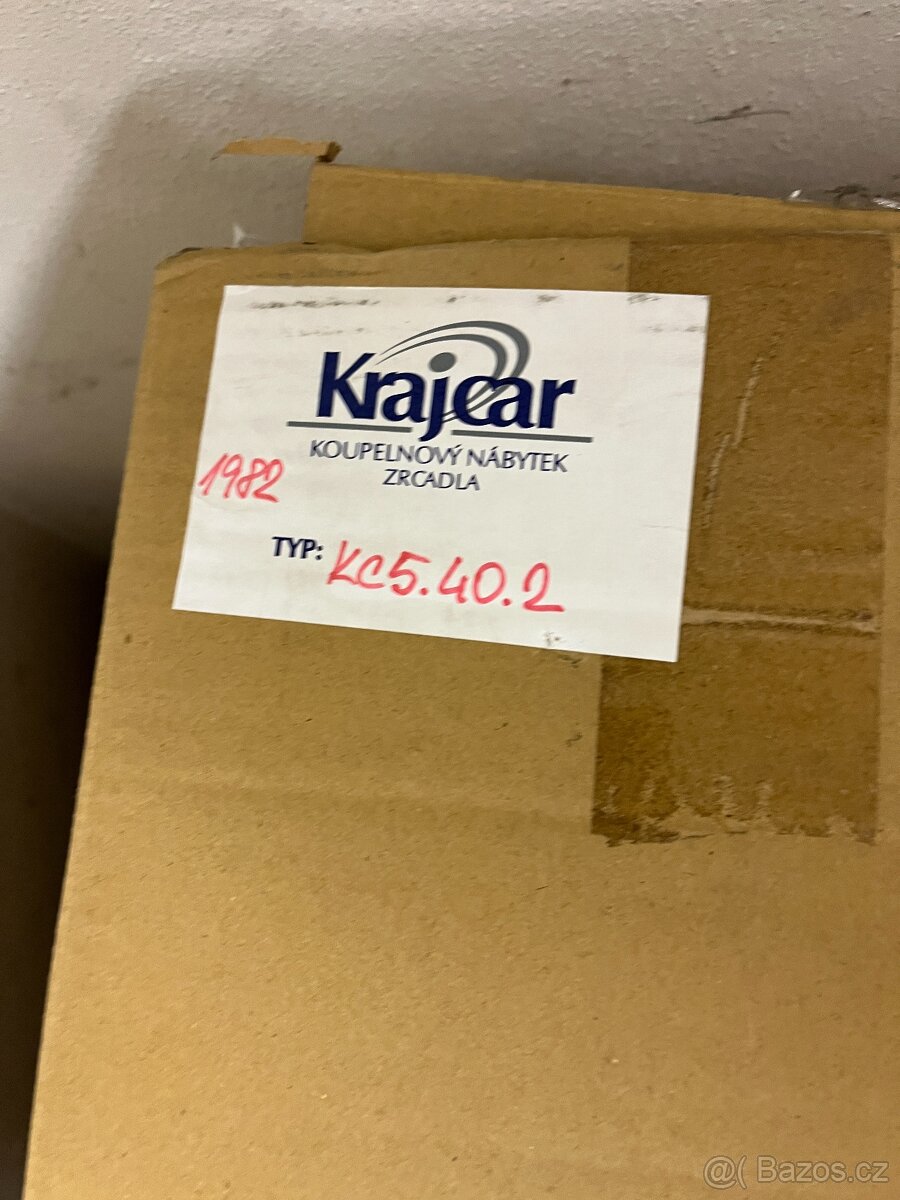 Krajcar
KOUPELNOVÝ NÁBYTEK
ZRCADLA
1982
TYP: KC5.40.2
@( Bazos.cz